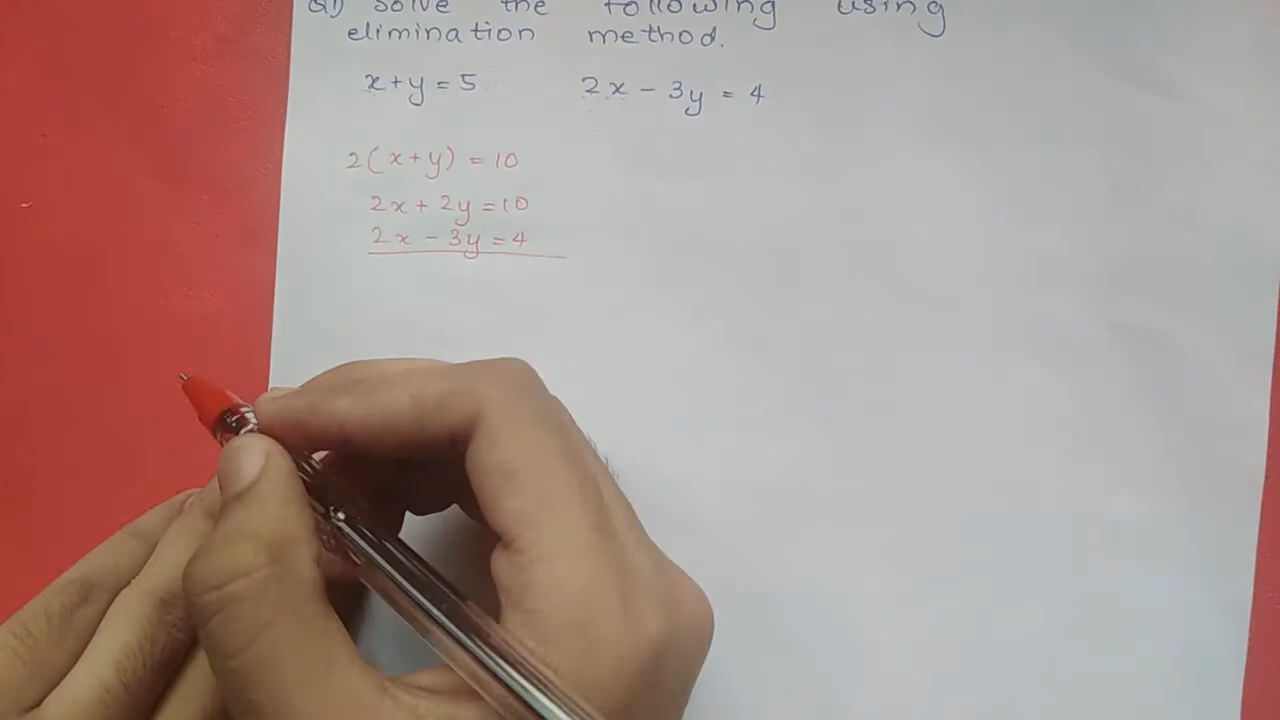 Q1) Solve the following using
elimination method.
x+y=5 2x-3y=4
2(x+y)=10
2x+2y=10
2x-3y=4